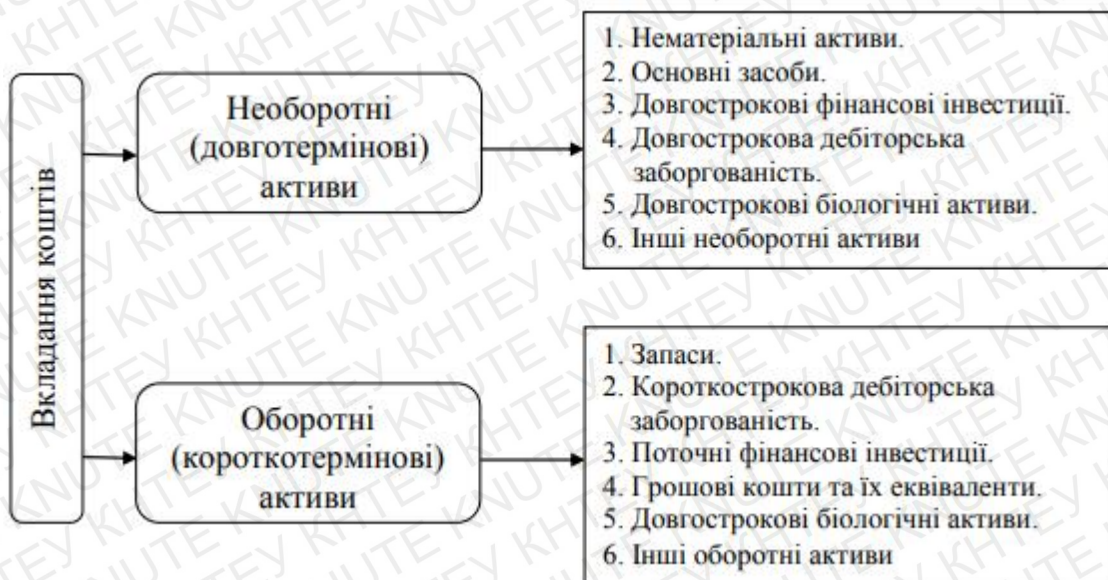 Вкладання коштів
Необоротні
(довготермінові)
активи
1. Нематеріальні активи.
2. Основні засоби.
3. Довгострокові фінансові інвестиції.
4. Довгострокова дебіторська
заборгованість.
5. Довгострокові біологічні активи.
6. Інші необоротні активи
Оборотні
(короткотермінові)
активи
1. Запаси.
2. Короткострокова дебіторська
заборгованість.
3. Поточні фінансові інвестиції.
4. Грошові кошти та їх еквіваленти.
5. Довгострокові біологічні активи.
6. Інші оборотні активи